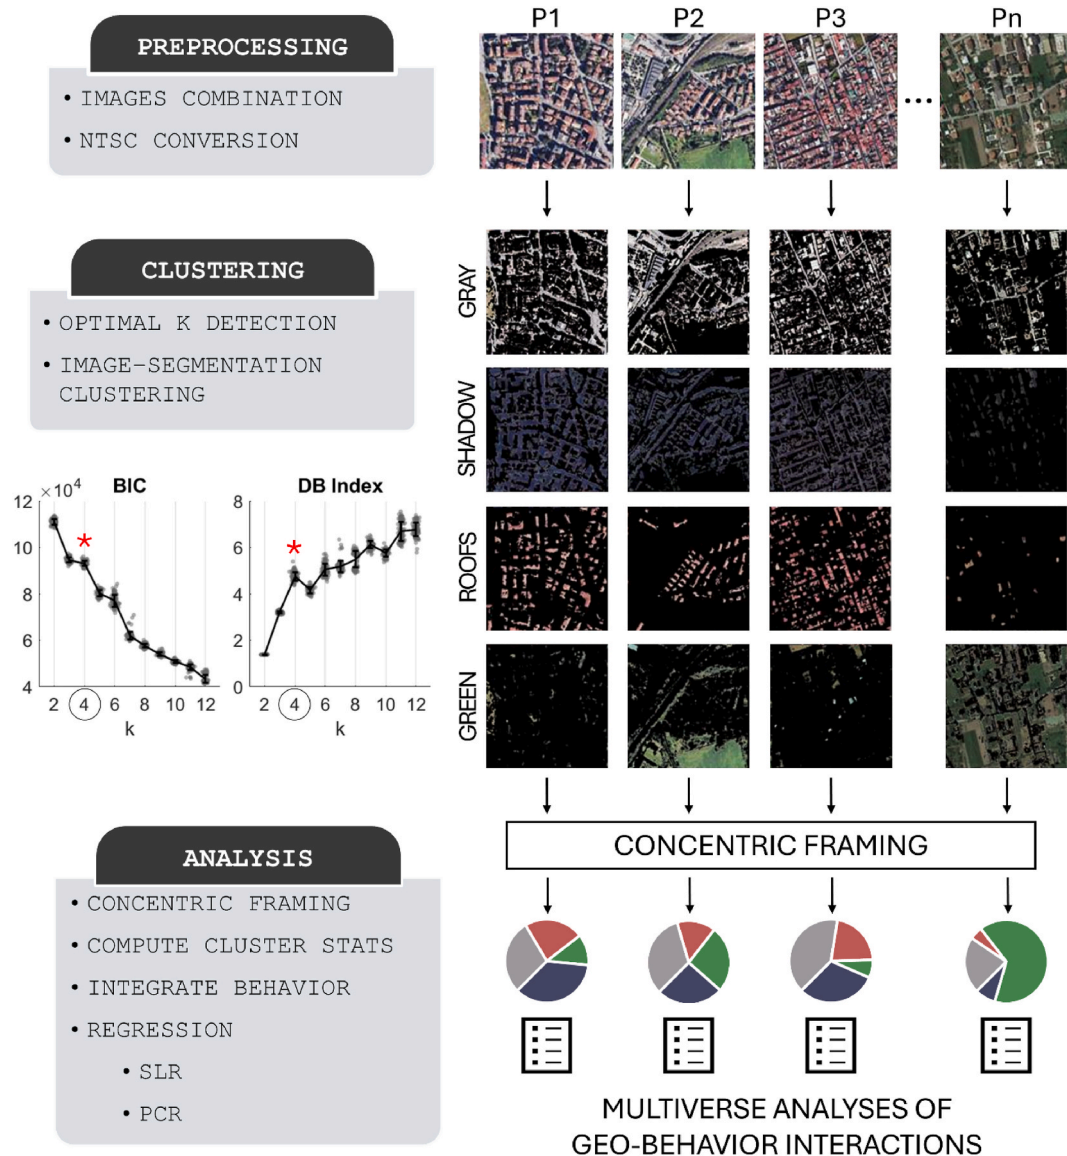 PREPROCESSING
• IMAGES COMBINATION
• NTSC CONVERSION
CLUSTERING
• OPTIMAL K DETECTION
• IMAGE-SEGMENTATION
CLUSTERING
×10⁴
BIC
12
10
8
6
4
2 4 6 8 10 12
k
*
DB Index
8
6
4
2
0
2 4 6 8 10 12
k
*
ANALYSIS
• CONCENTRIC FRAMING
• COMPUTE CLUSTER STATS
• INTEGRATE BEHAVIOR
• REGRESSION
• SLR
• PCR
P1 P2 P3 ... Pn
GRAY
SHADOW
ROOFS
GREEN
CONCENTRIC FRAMING
MULTIVERSE ANALYSES OF
GEO-BEHAVIOR INTERACTIONS